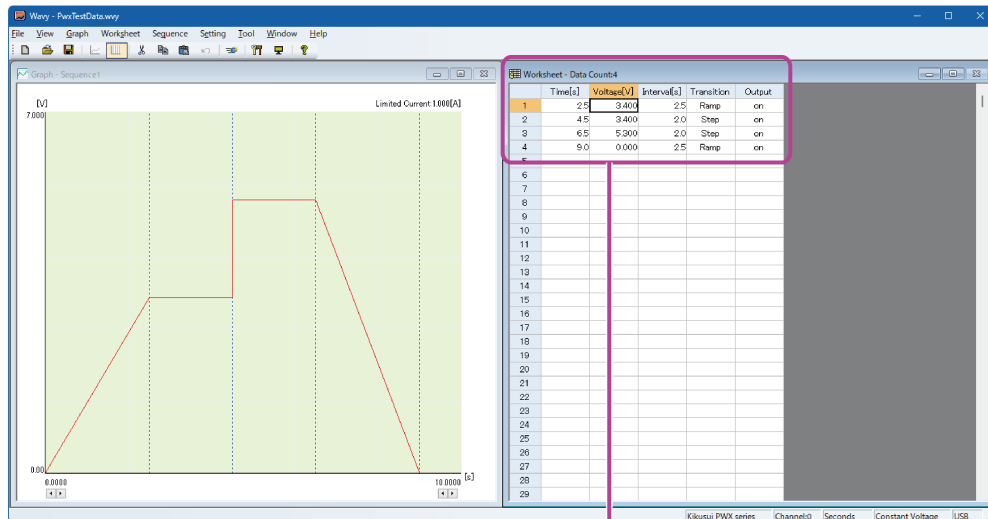 Wavy - PwxTestData.wvy
File View Graph Worksheet Sequence Setting Tool Window Help
Graph - Sequence1
[V]
Limited Current:1.000[A]
7.000
0.00
0.0000
10.0000
[s]
Worksheet - Data Count:4
Time[s] Voltage[V] Interval[s] Transition Output
1 2.5 3.400 2.5 Ramp on
2 4.5 3.400 2.0 Step on
3 6.5 5.300 2.0 Step on
4 9.0 0.000 2.5 Ramp on
5
6
7
8
9
10
11
12
13
14
15
16
17
18
19
20
21
22
23
24
25
26
27
28
29
Kikusui PWX series Channel:0 Seconds Constant Voltage USB